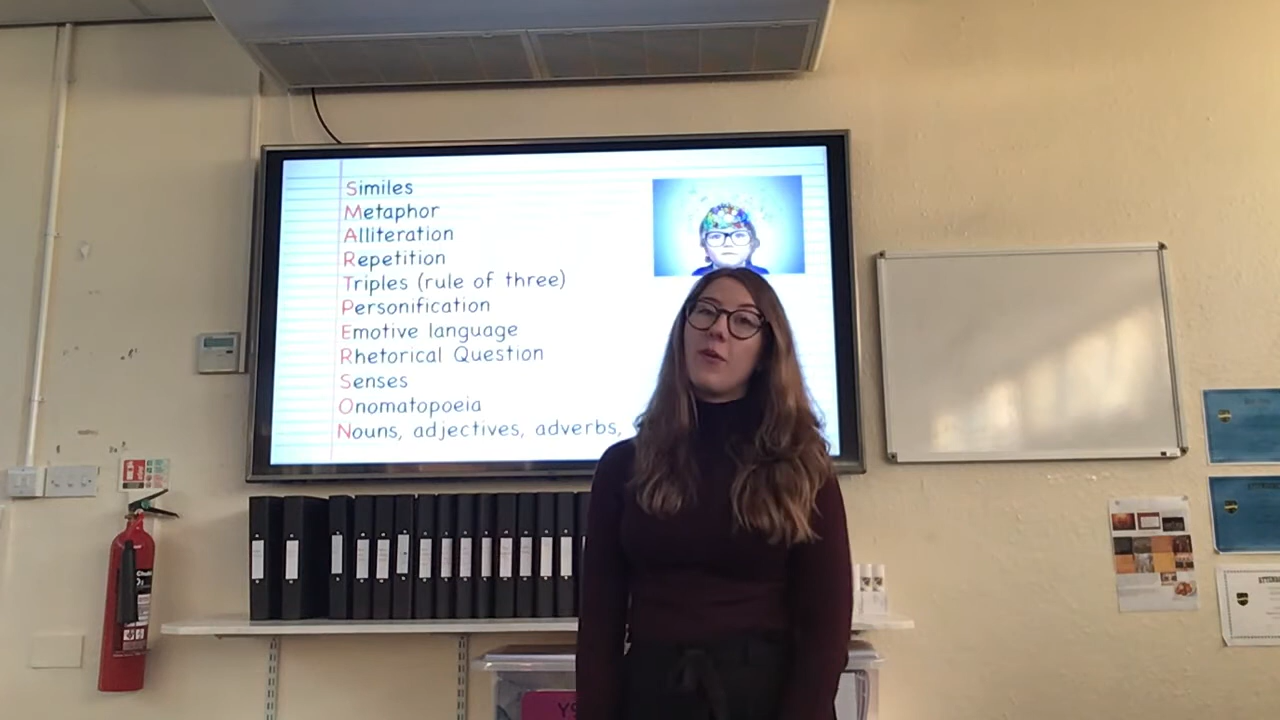 Similes
Metaphor
Alliteration
Repetition
Triples (rule of three)
Personification
Emotive language
Rhetorical Question
Senses
Onomatopoeia
Nouns, adjectives, adverbs,